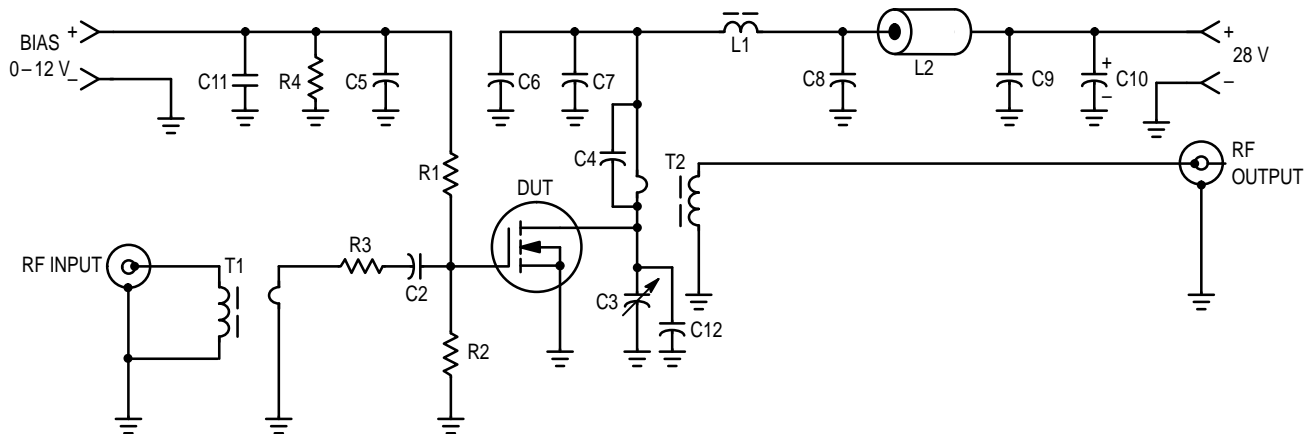 +
BIAS
0–12 V
–
C11
R4
C5
C6
C7
L1
C8
L2
C9
+
C10
–
+
28 V
–
R1
C4
T2
RF
OUTPUT
DUT
RF INPUT
T1
R3
C2
C3
C12
R2